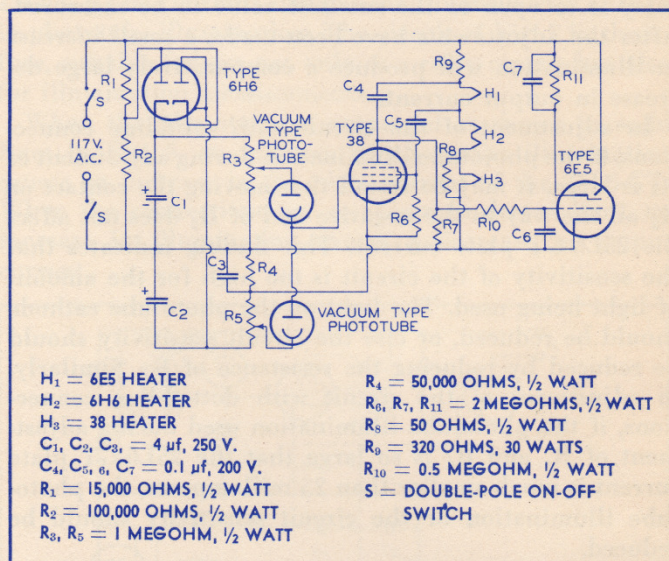 R1
S
117 V.
A.C.
S
R2
TYPE
6H6
C1
C2
VACUUM
TYPE
PHOTO-
TUBE
R3
C3
R4
R5
VACUUM TYPE
PHOTOTUBE
C4
TYPE
38
C5
R6
R7
R8
R9
H1
H2
H3
R10
C6
C7
R11
TYPE
6E5
H1 = 6E5 HEATER
H2 = 6H6 HEATER
H3 = 38 HEATER
C1, C2, C3, = 4 µf, 250 V.
C4, C5, 6, C7 = 0.1 µf, 200 V.
R1 = 15,000 OHMS, ½ WATT
R2 = 100,000 OHMS, ½ WATT
R3, R5 = 1 MEGOHM, ½ WATT
R4 = 50,000 OHMS, ½ WATT
R6, R7, R11 = 2 MEGOHMS, ½ WATT
R8 = 50 OHMS, ½ WATT
R9 = 320 OHMS, 30 WATTS
R10 = 0.5 MEGOHM, ½ WATT
S = DOUBLE-POLE ON-OFF
SWITCH